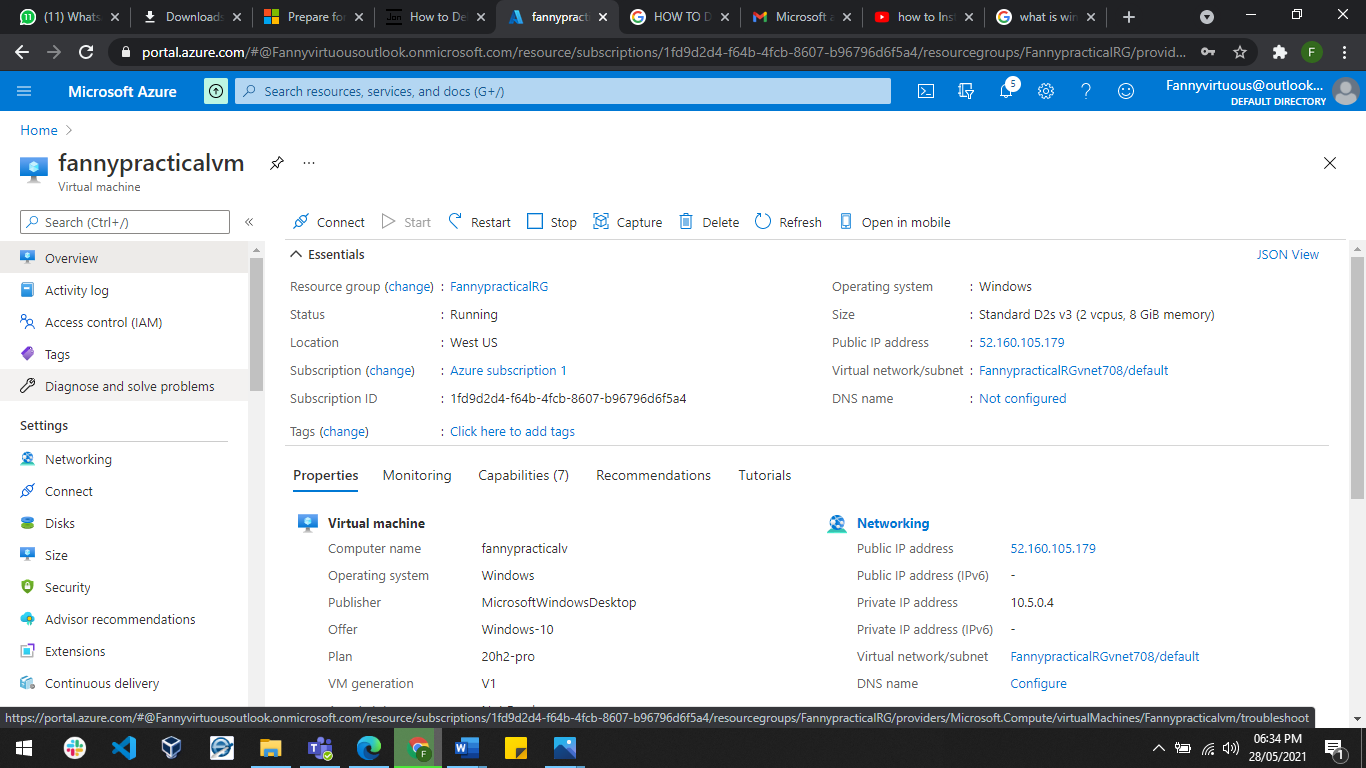 (11) Whats
Downloads
Prepare for
How to De
fannypract
HOW TO D
Microsoft a
how to Inst
what is win
portal.azure.com/#@Fannyvirtuousoutlook.onmicrosoft.com/resource/subscriptions/1fd9d2d4-f64b-4fcb-8607-b96796d6f5a4/resourcegroups/FannypracticalRG/provid...
F
Microsoft Azure
Search resources, services, and docs (G+/)
5
Fannyvirtuous@outlook...
DEFAULT DIRECTORY
Home
fannypracticalvm
...
Virtual machine
Search (Ctrl+/)
«
Connect
Start
Restart
Stop
Capture
Delete
Refresh
Open in mobile
Overview
Activity log
Access control (IAM)
Tags
Diagnose and solve problems
Settings
Networking
Connect
Disks
Size
Security
Advisor recommendations
Extensions
Continuous delivery
Essentials
JSON View
Resource group (change) : FannypracticalRG
Status : Running
Location : West US
Subscription (change) : Azure subscription 1
Subscription ID : 1fd9d2d4-f64b-4fcb-8607-b96796d6f5a4
Tags (change) : Click here to add tags
Operating system : Windows
Size : Standard D2s v3 (2 vcpus, 8 GiB memory)
Public IP address : 52.160.105.179
Virtual network/subnet : FannypracticalRGvnet708/default
DNS name : Not configured
Properties
Monitoring
Capabilities (7)
Recommendations
Tutorials
Virtual machine
Computer name fannypracticalv
Operating system Windows
Publisher MicrosoftWindowsDesktop
Offer Windows-10
Plan 20h2-pro
VM generation V1
Networking
Public IP address 52.160.105.179
Public IP address (IPv6) -
Private IP address 10.5.0.4
Private IP address (IPv6) -
Virtual network/subnet FannypracticalRGvnet708/default
DNS name Configure
https://portal.azure.com/#@Fannyvirtuousoutlook.onmicrosoft.com/resource/subscriptions/1fd9d2d4-f64b-4fcb-8607-b96796d6f5a4/resourcegroups/FannypracticalRG/providers/Microsoft.Compute/virtualMachines/Fannypracticalvm/troubleshoot
06:34 PM
28/05/2021
1